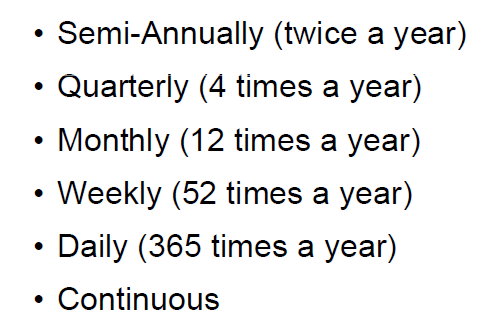 • Semi-Annually (twice a year)
• Quarterly (4 times a year)
• Monthly (12 times a year)
• Weekly (52 times a year)
• Daily (365 times a year)
• Continuous